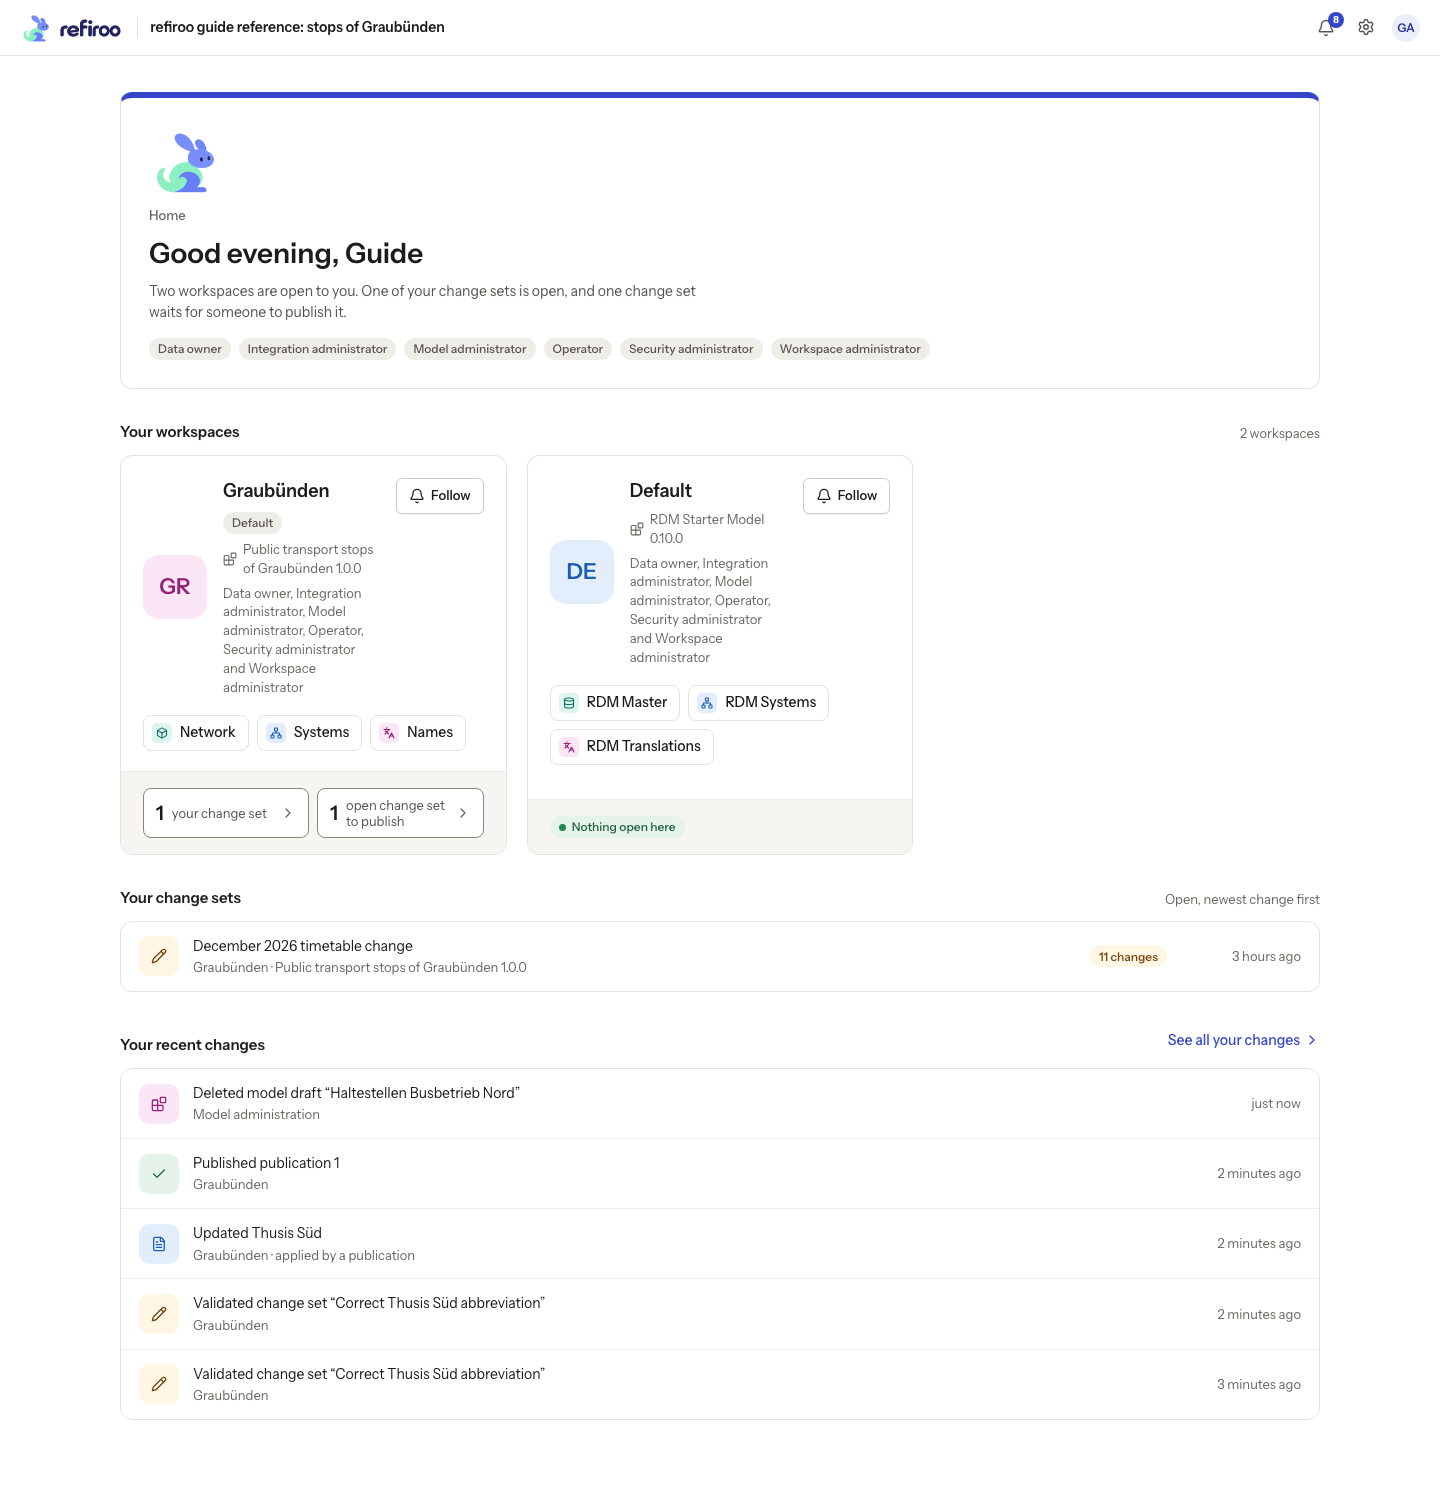 refiroo
refiroo guide reference: stops of Graubünden
8
GA
Home
Good evening, Guide
Two workspaces are open to you. One of your change sets is open, and one change set
waits for someone to publish it.
Data owner
Integration administrator
Model administrator
Operator
Security administrator
Workspace administrator
Your workspaces
2 workspaces
GR
Graubünden
Follow
Default
Public transport stops
of Graubünden 1.0.0
Data owner, Integration
administrator, Model
administrator, Operator,
Security administrator
and Workspace
administrator
Network
Systems
Names
1 your change set
1 open change set
to publish
DE
Default
Follow
RDM Starter Model
0.10.0
Data owner, Integration
administrator, Model
administrator, Operator,
Security administrator
and Workspace
administrator
RDM Master
RDM Systems
RDM Translations
Nothing open here
Your change sets
Open, newest change first
December 2026 timetable change
Graubünden · Public transport stops of Graubünden 1.0.0
11 changes
3 hours ago
Your recent changes
See all your changes
Deleted model draft “Haltestellen Busbetrieb Nord”
Model administration
just now
Published publication 1
Graubünden
2 minutes ago
Updated Thusis Süd
Graubünden · applied by a publication
2 minutes ago
Validated change set “Correct Thusis Süd abbreviation”
Graubünden
2 minutes ago
Validated change set “Correct Thusis Süd abbreviation”
Graubünden
3 minutes ago